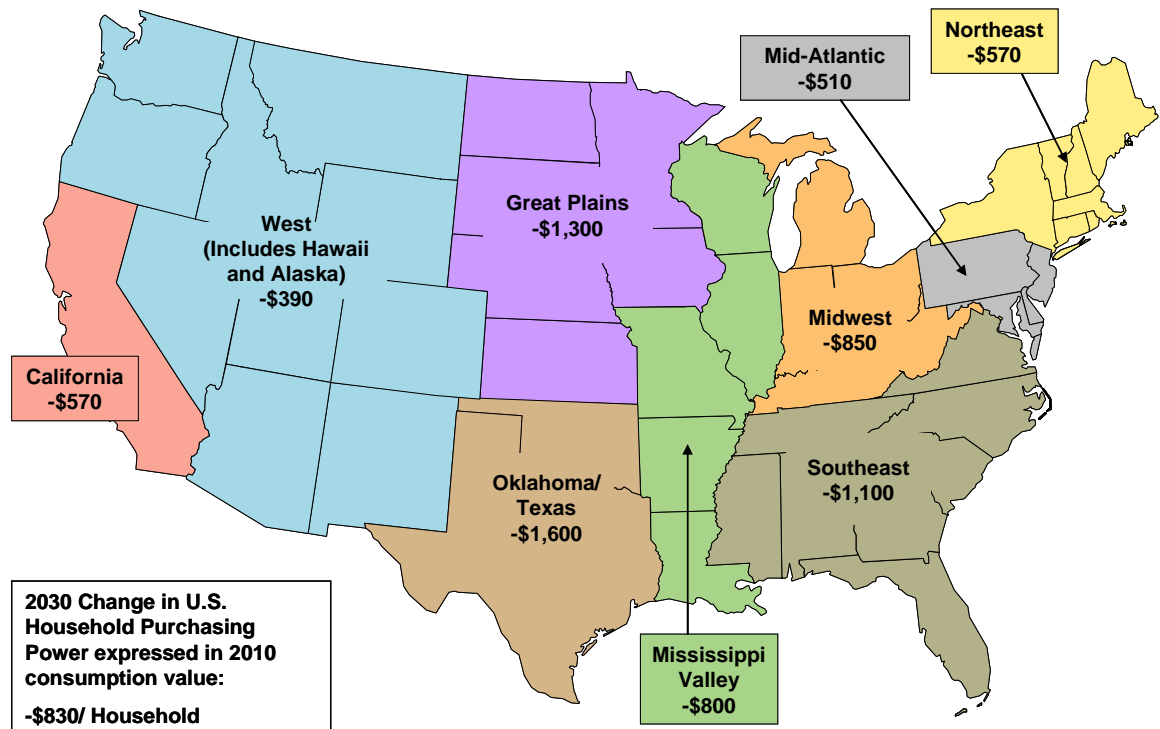 Northeast
-$570
Mid-Atlantic
-$510
Great Plains
-$1,300
West
(Includes Hawaii
and Alaska)
-$390
Midwest
-$850
California
-$570
Southeast
-$1,100
Oklahoma/
Texas
-$1,600
Mississippi
Valley
-$800
2030 Change in U.S.
Household Purchasing
Power expressed in 2010
consumption value:
-$830/ Household